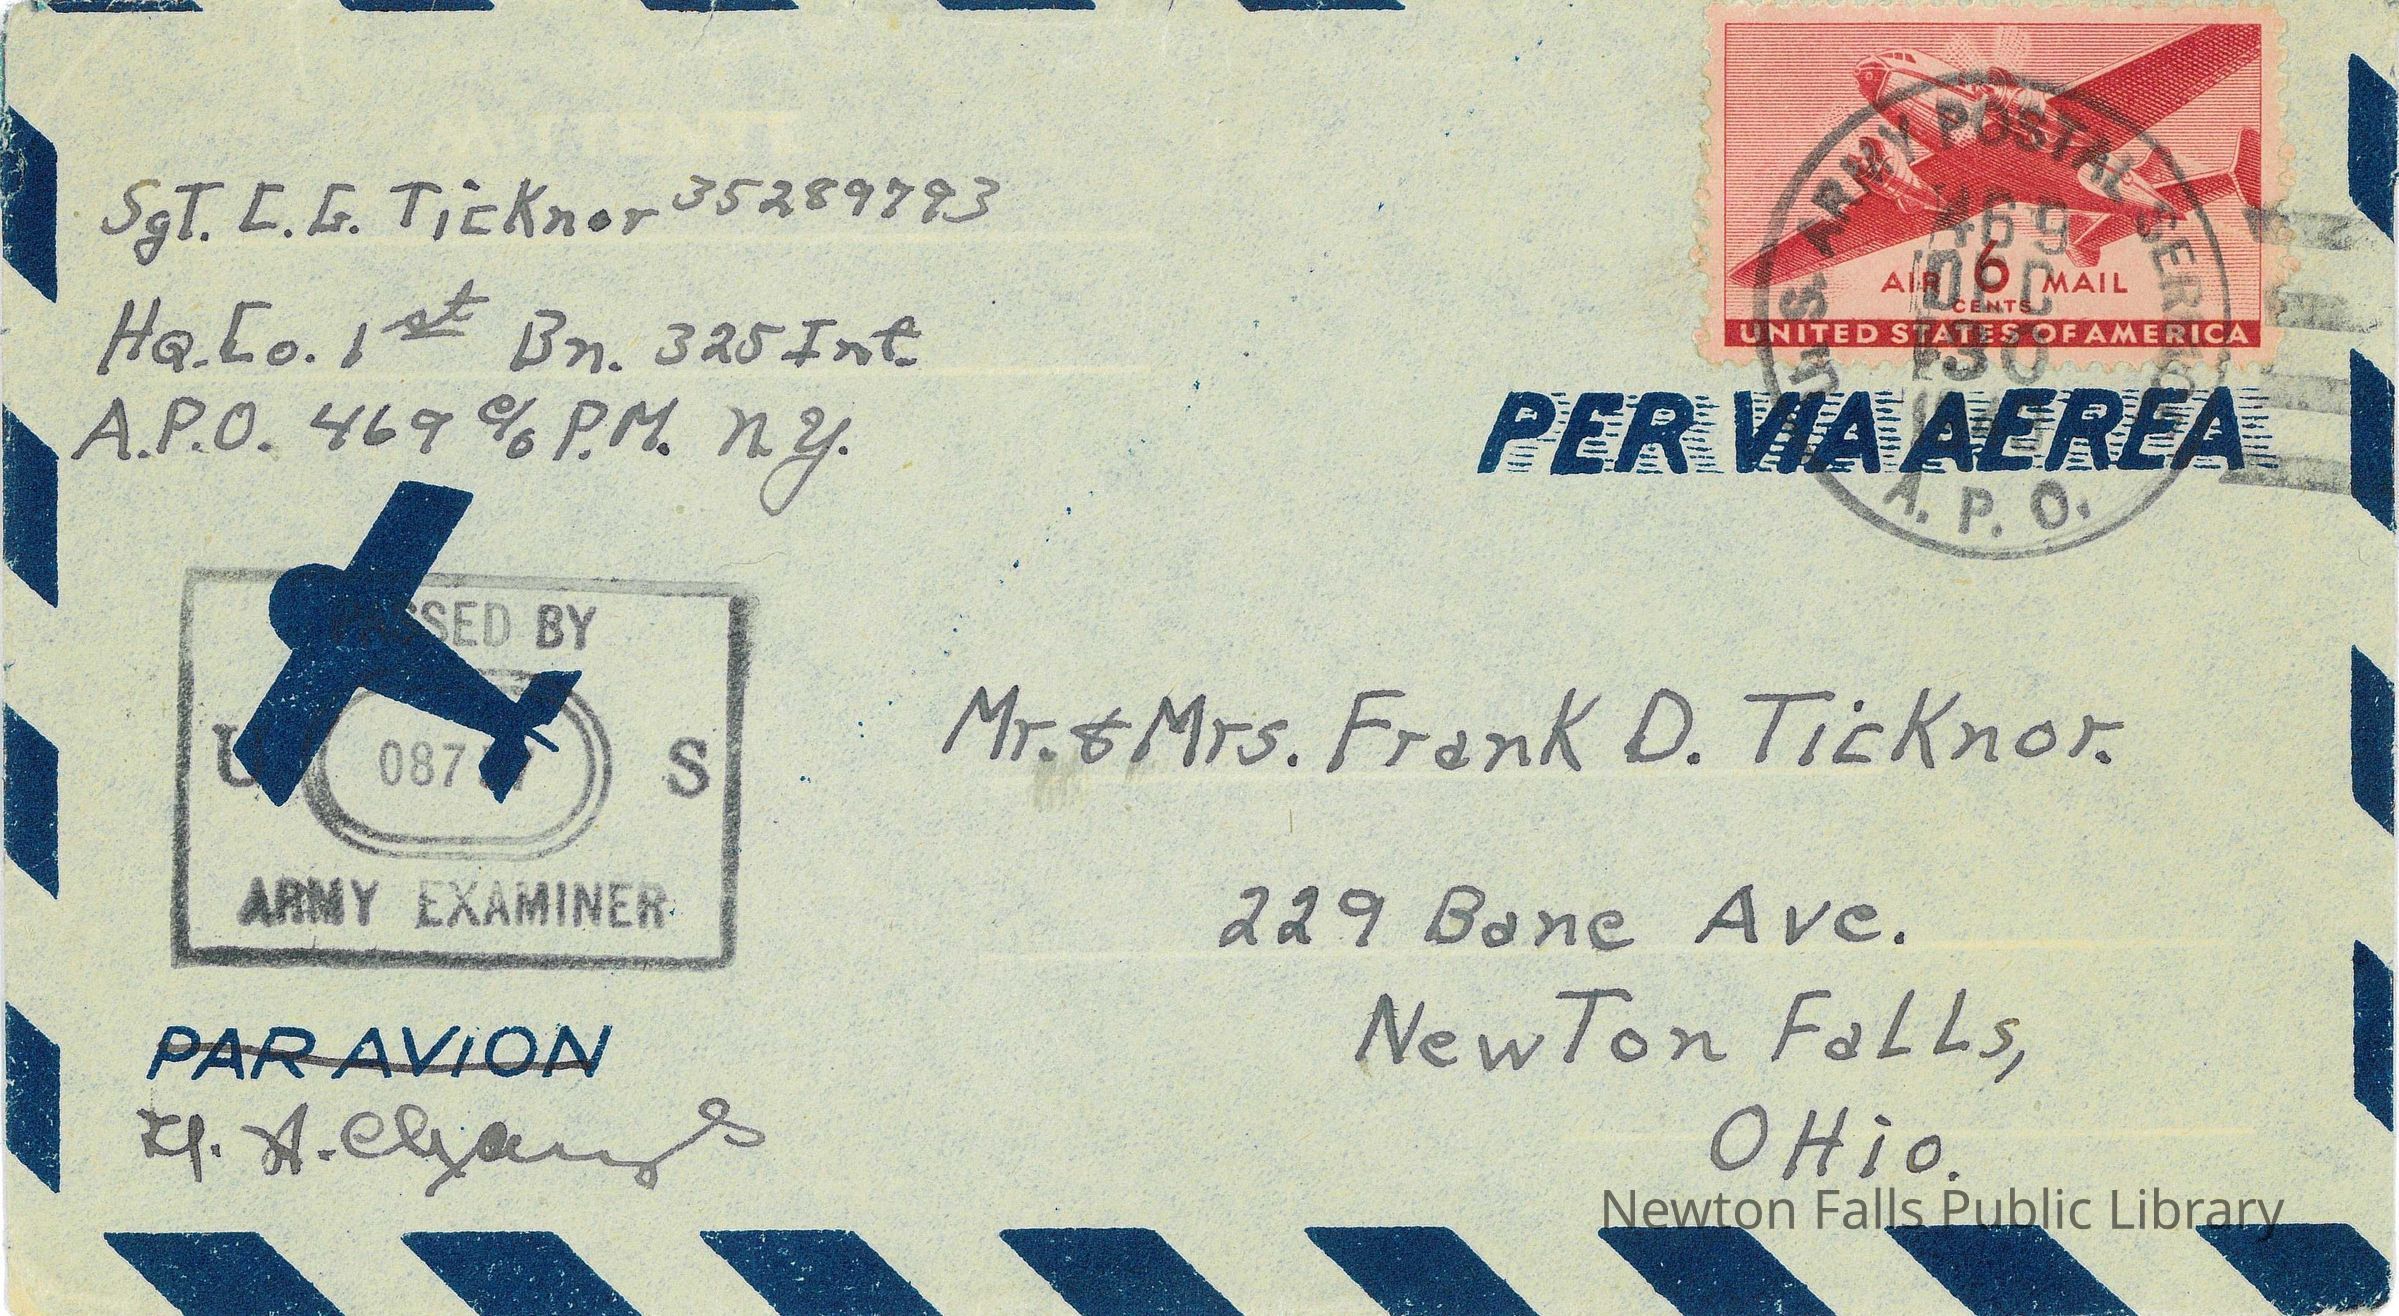 Sgt. C. G. Ticknor 35289793
Hq. Co. 1st Bn. 325 Inf.
A.P.O. 469 c/o P.M. N.Y.
AIR 6 MAIL
CENTS
UNITED STATES OF AMERICA
U.S. ARMY POSTAL SERVICE
469
DEC
30
A. P. O.
PER VIA AEREA
PASSED BY
U S
ARMY EXAMINER
Mr. & Mrs. Frank D. Ticknor.
229 Bane Ave.
Newton Falls,
Ohio.
PAR AVION
Newton Falls Public Library